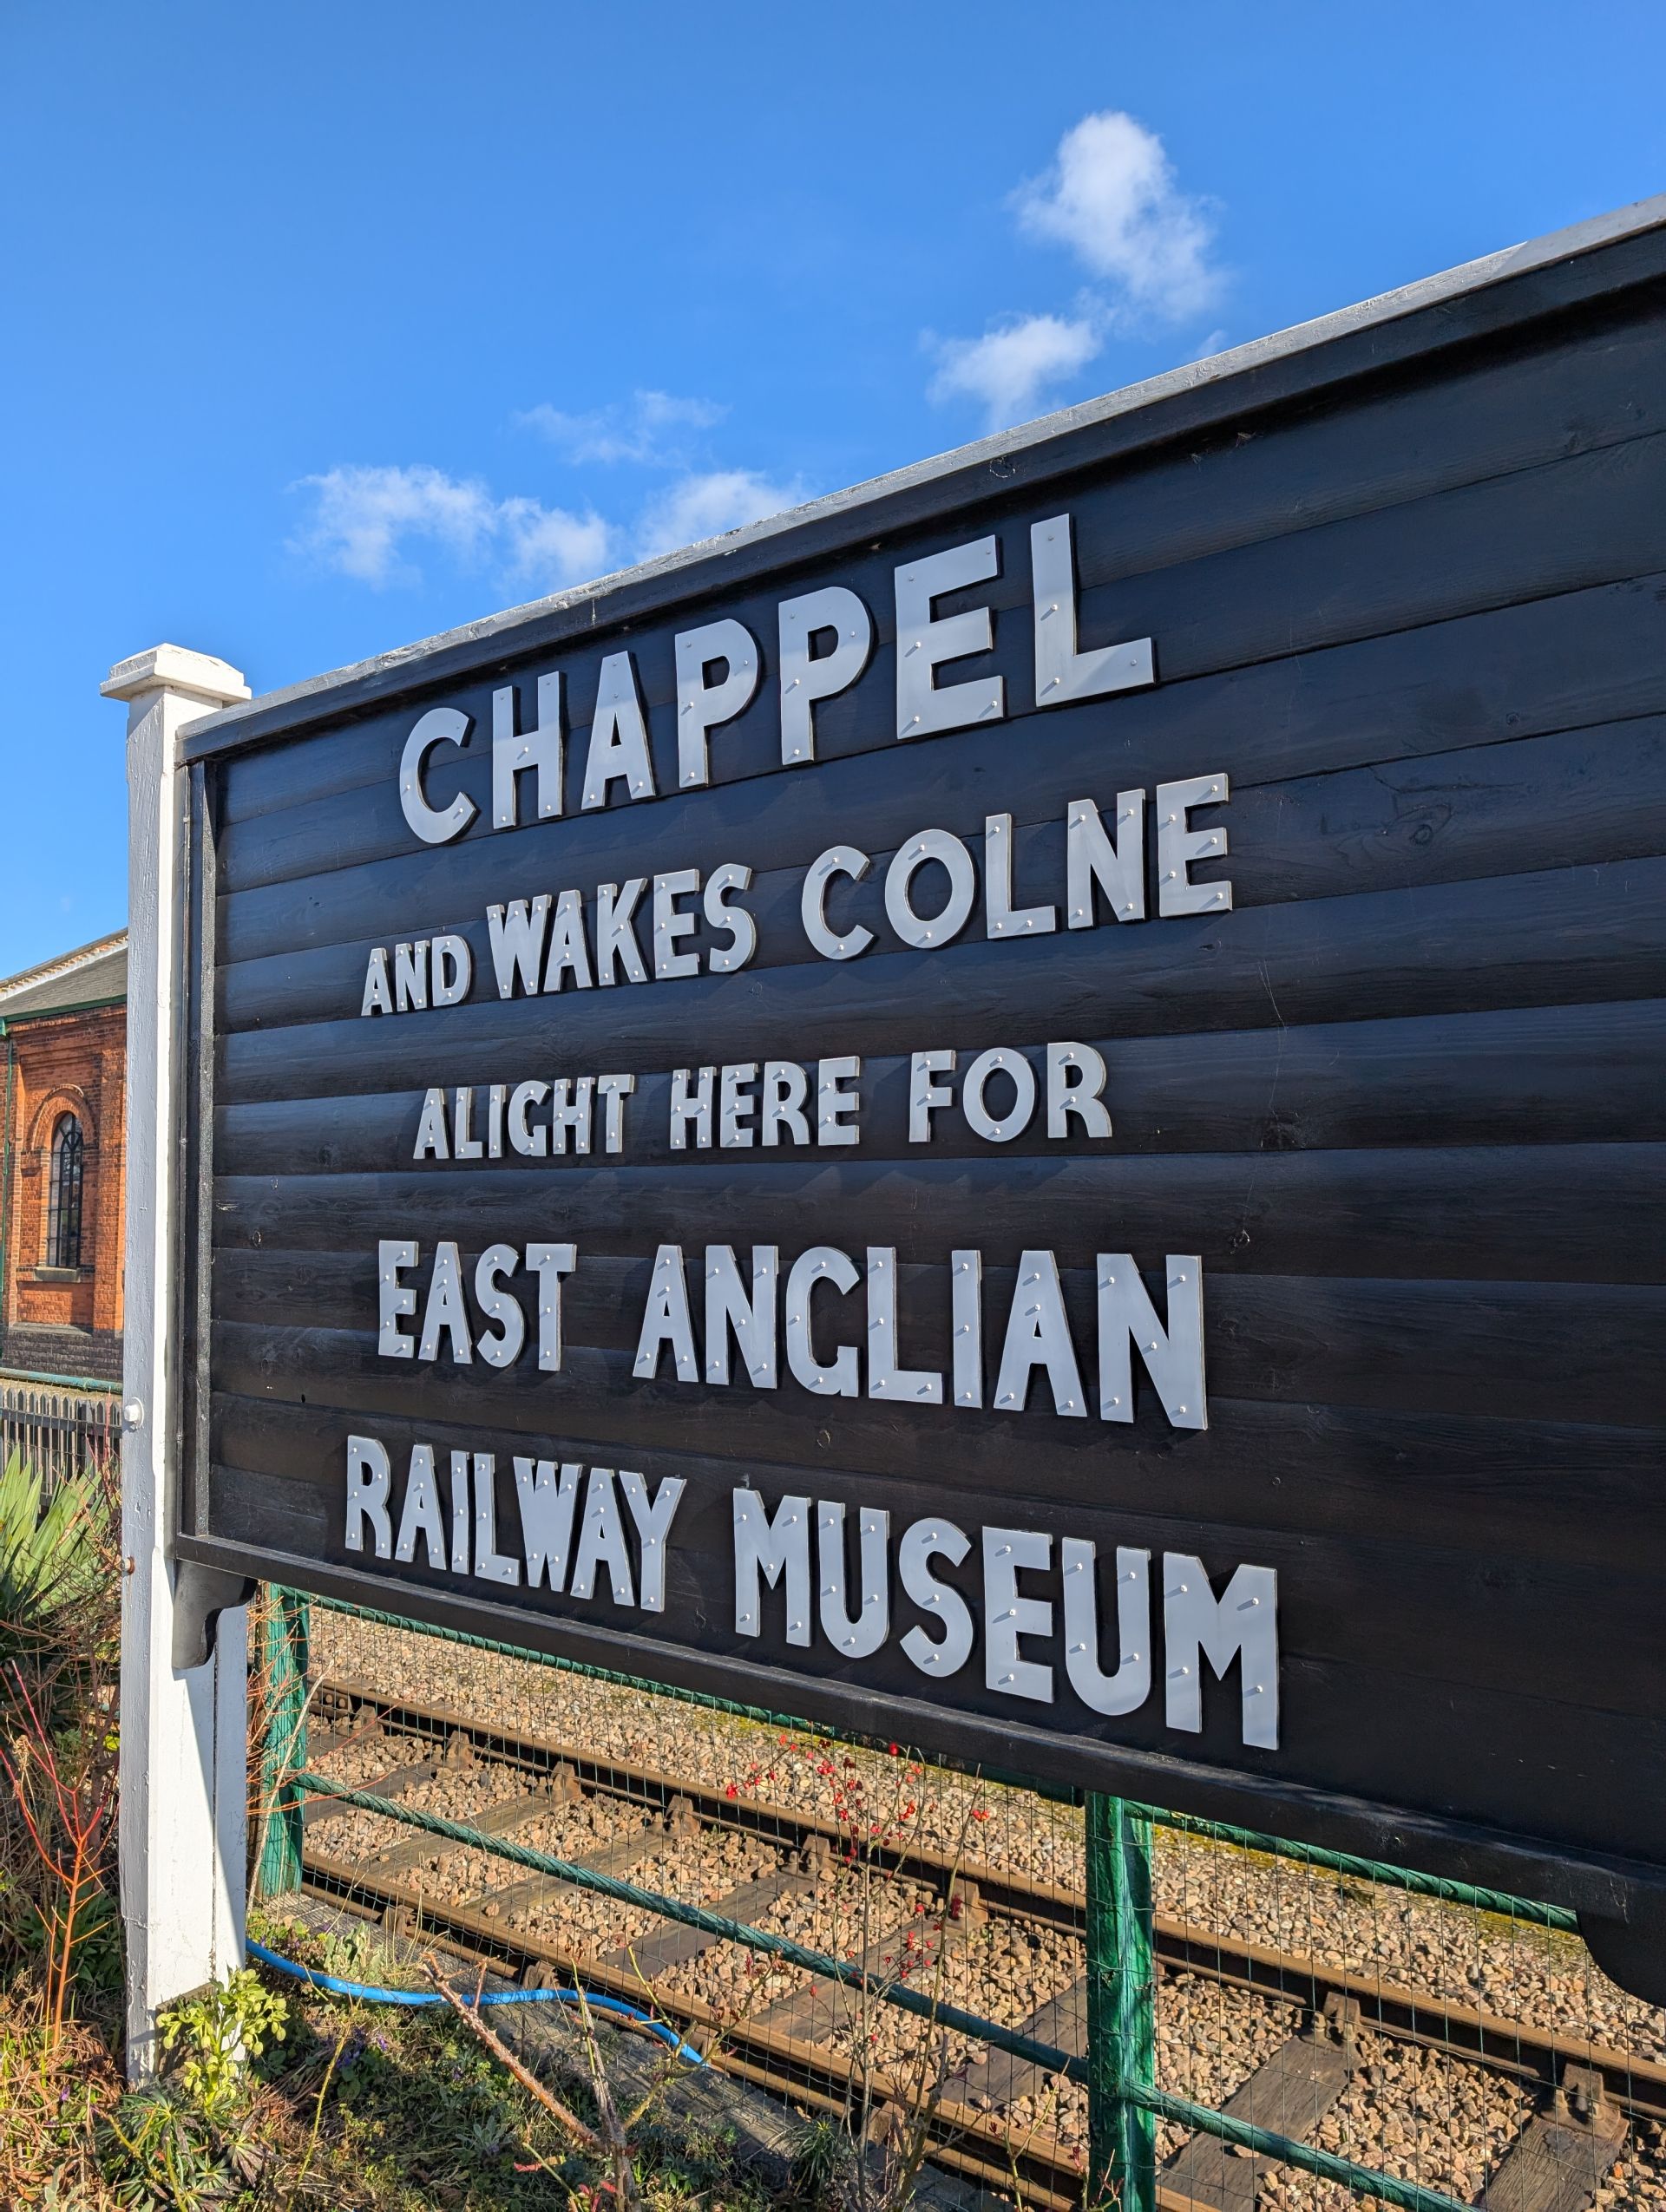 CHAPPEL
AND WAKES COLNE
ALIGHT HERE FOR
EAST ANGLIAN
RAILWAY MUSEUM